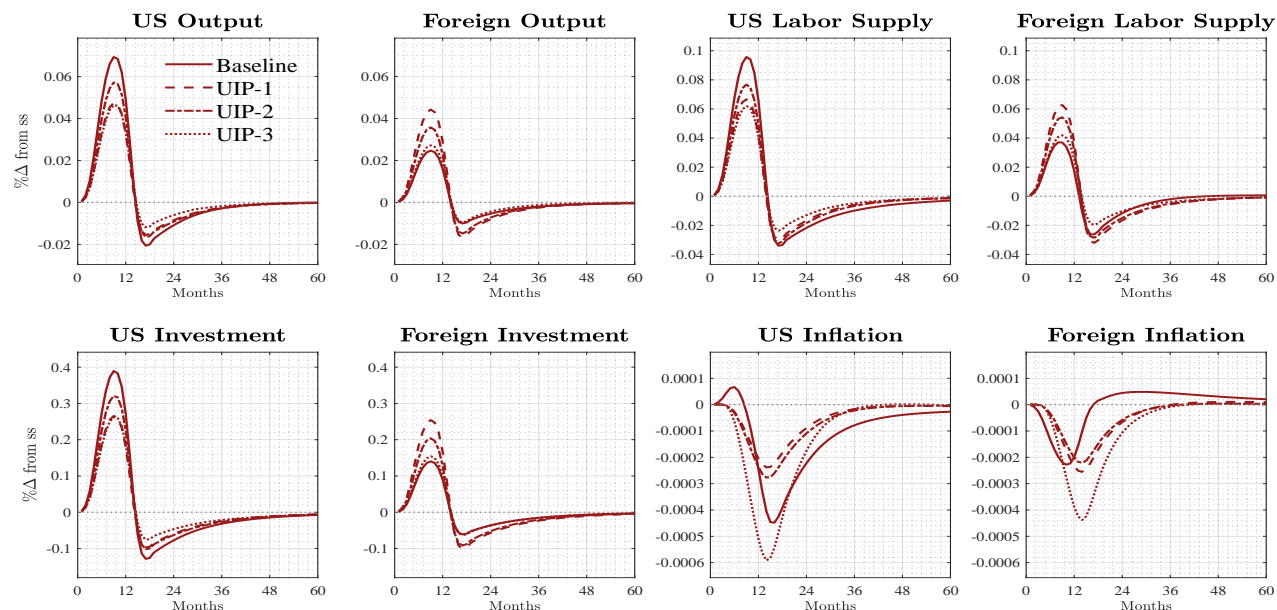 US Output
Foreign Output
US Labor Supply
Foreign Labor Supply
%Δ from ss
0.06
0.04
0.02
0
-0.02
Baseline
UIP-1
UIP-2
UIP-3
0 12 24 36 48 60
Months
0.06
0.04
0.02
0
-0.02
0 12 24 36 48 60
Months
0.1
0.08
0.06
0.04
0.02
0
-0.02
-0.04
0 12 24 36 48 60
Months
0.1
0.08
0.06
0.04
0.02
0
-0.02
-0.04
0 12 24 36 48 60
Months
US Investment
Foreign Investment
US Inflation
Foreign Inflation
%Δ from ss
0.4
0.3
0.2
0.1
0
-0.1
0 12 24 36 48 60
Months
0.4
0.3
0.2
0.1
0
-0.1
0 12 24 36 48 60
Months
0.0001
0
-0.0001
-0.0002
-0.0003
-0.0004
-0.0005
-0.0006
0 12 24 36 48 60
Months
0.0001
0
-0.0001
-0.0002
-0.0003
-0.0004
-0.0005
-0.0006
0 12 24 36 48 60
Months